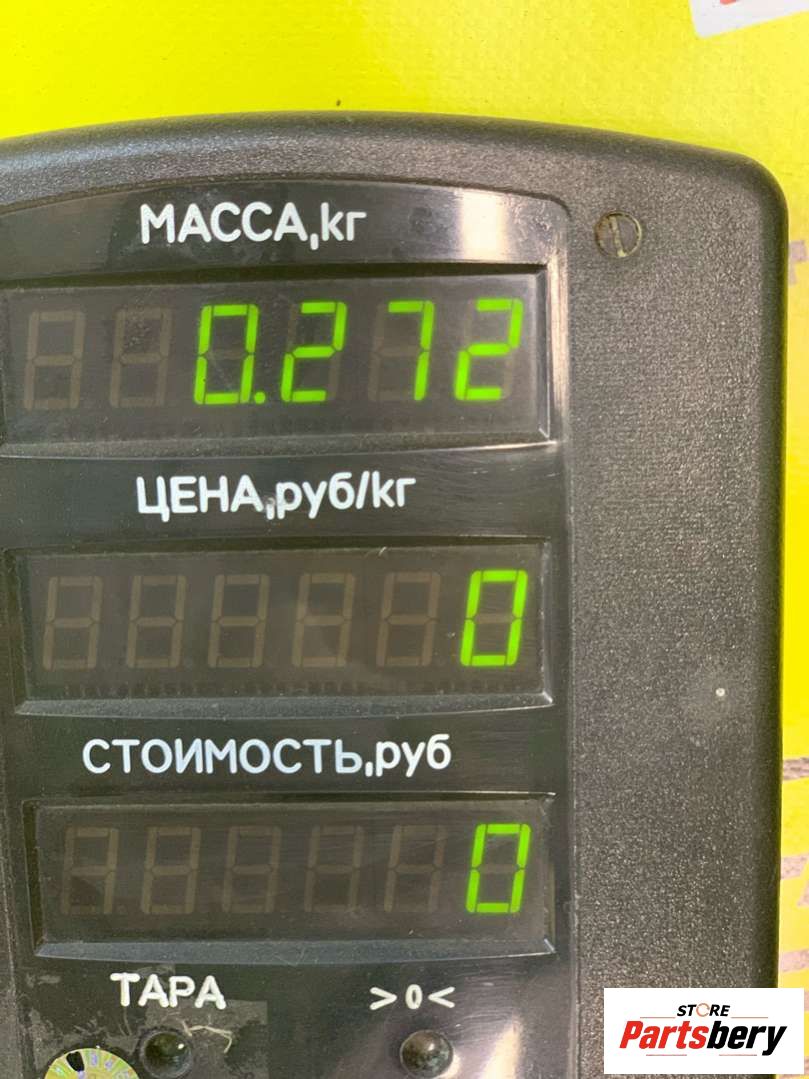 МАССА,кг
0.272
ЦЕНА,руб/кг
0
СТОИМОСТЬ,руб
0
ТАРА >0<
STORE
Partsbery